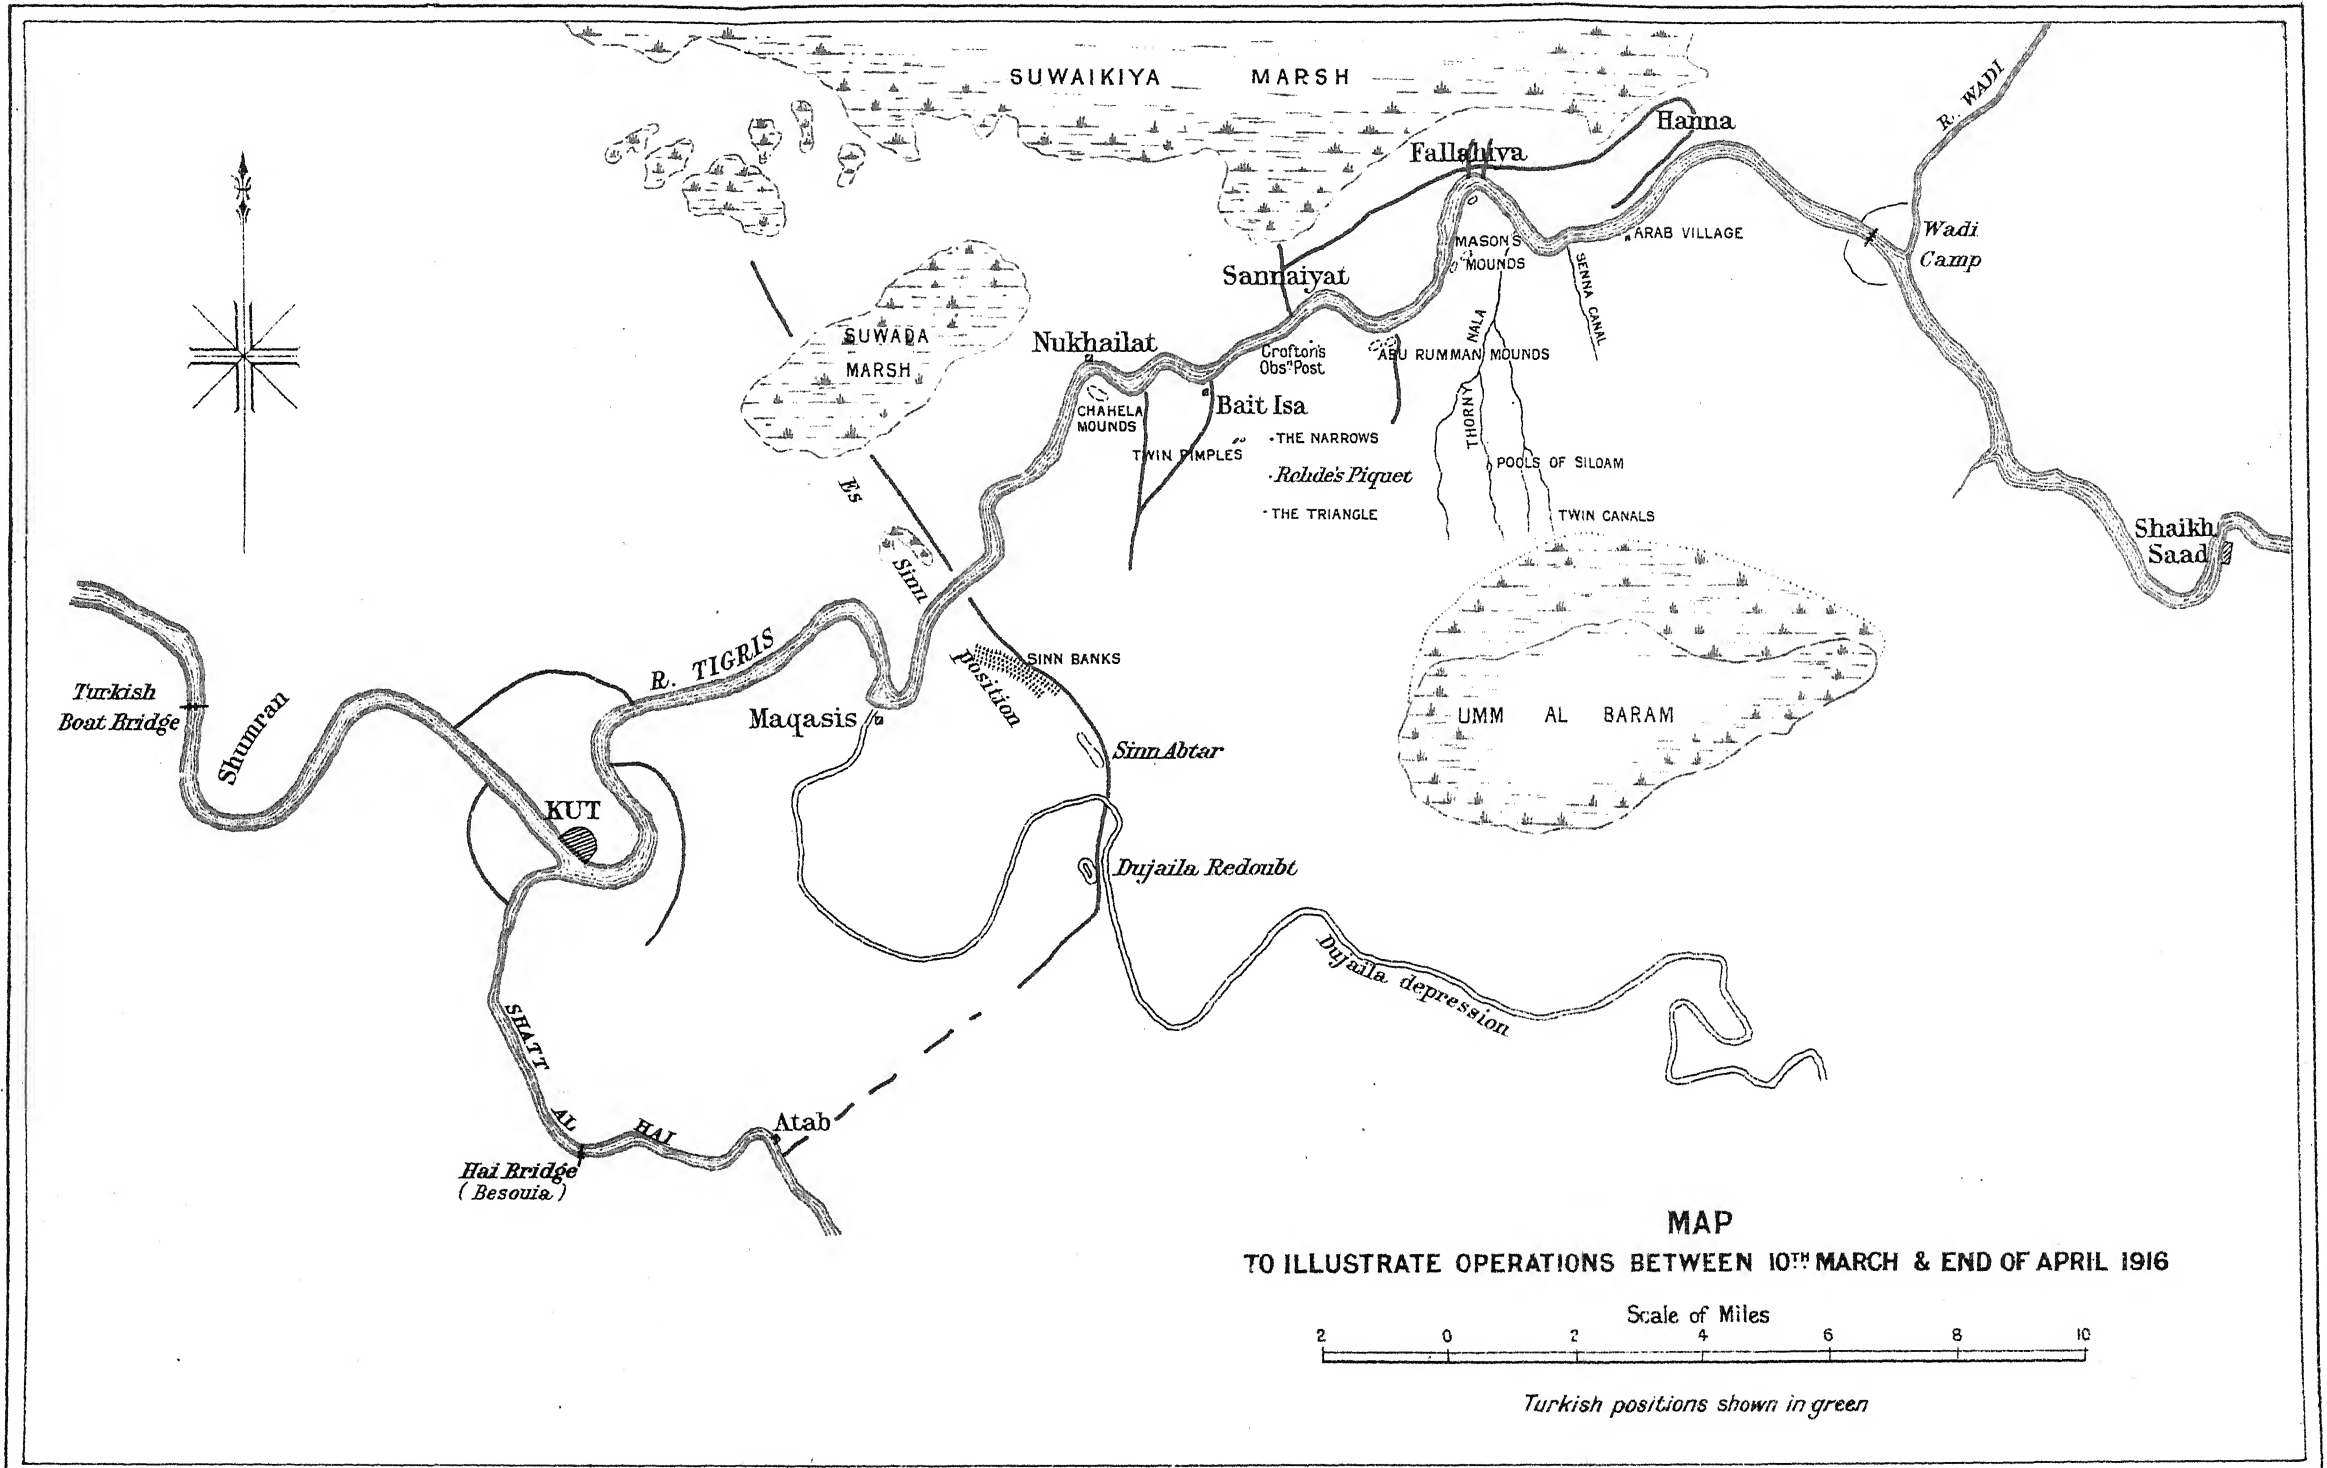 SUWAIKIYA MARSH
R. WADI
Hanna
Fallahiya
Wadi
Camp
ARAB VILLAGE
MASON'S
MOUNDS
SENNA CANAL
Sannaiyat
SUWADA
MARSH
Nukhailat
Crofton's
Obsn. Post
ABU RUMMAN MOUNDS
THORNY NALA
CHAHELA
MOUNDS
Bait Isa
TWIN PIMPLES
THE NARROWS
Rohde's Piquet
THE TRIANGLE
POOLS OF SILOAM
TWIN CANALS
Shaikh
Saad
Es Sinn position
SINN BANKS
R. TIGRIS
Turkish
Boat Bridge
Shumran
Maqasis
UMM AL BARAM
Sinn Abtar
KUT
Dujaila Redoubt
Dujaila depression
SHATT AL HAI
Atab
Hai Bridge
(Besouia)
MAP
TO ILLUSTRATE OPERATIONS BETWEEN 10TH MARCH & END OF APRIL 1916
Scale of Miles
2 0 2 4 6 8 10
Turkish positions shown in green